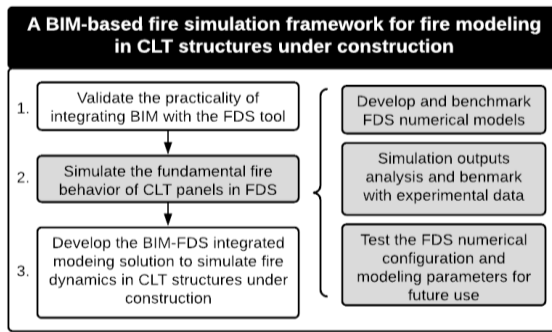 A BIM-based fire simulation framework for fire modeling
in CLT structures under construction
1.
Validate the practicality of
integrating BIM with the FDS tool
2.
Simulate the fundamental fire
behavior of CLT panels in FDS
3.
Develop the BIM-FDS integrated
modeing solution to simulate fire
dynamics in CLT structures under
construction
Develop and benchmark
FDS numerical models
Simulation outputs
analysis and benmark
with experimental data
Test the FDS numerical
configuration and
modeling parameters for
future use